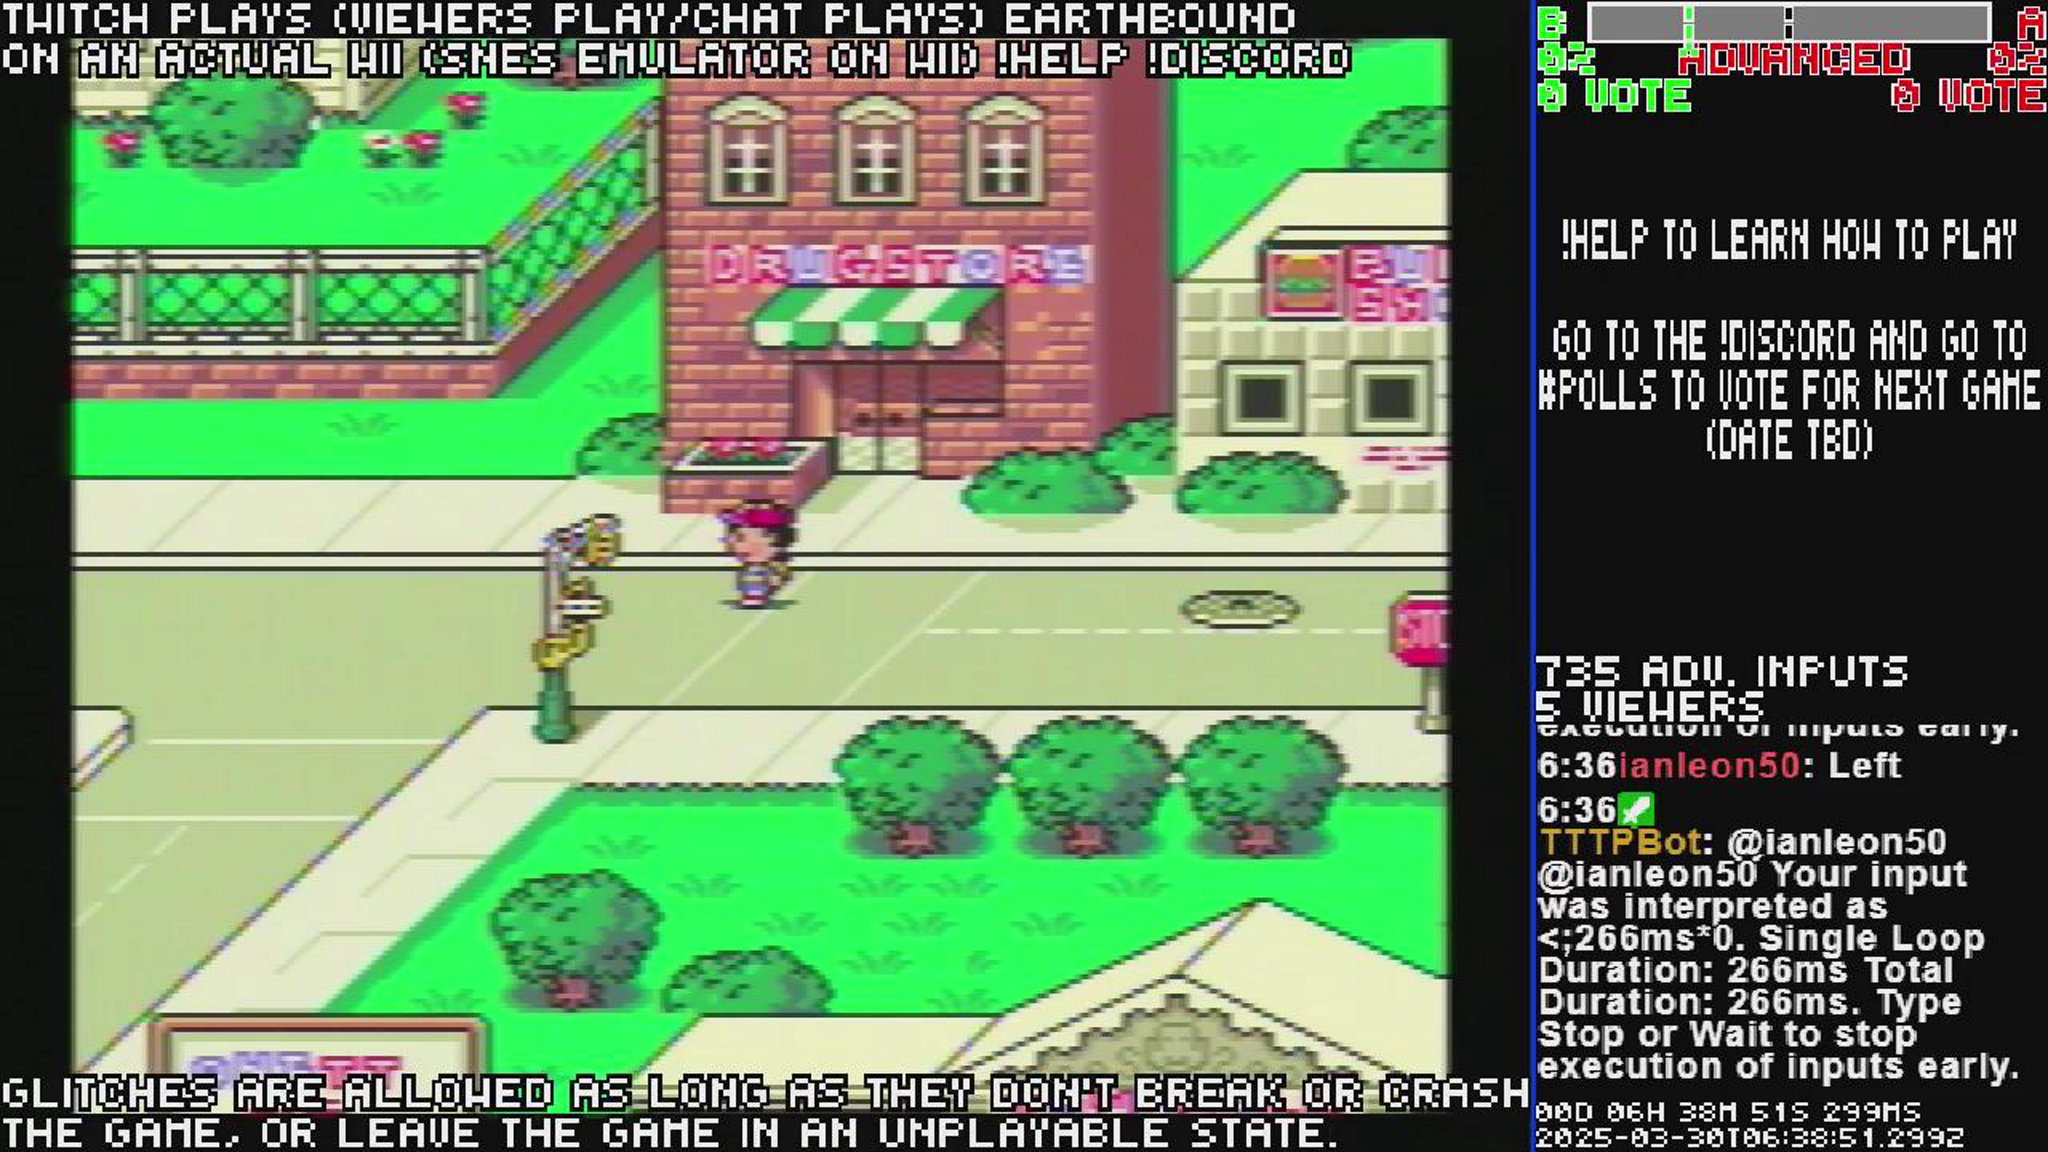 TWITCH PLAYS (VIEWERS PLAY/CHAT PLAYS) EARTHBOUND
ON AN ACTUAL WII (SNES EMULATOR ON WII) !HELP !DISCORD
B
A
0%
ADVANCED
0%
0 VOTE
0 VOTE
DRUGSTORE
!HELP TO LEARN HOW TO PLAY
GO TO THE !DISCORD AND GO TO
#POLLS TO VOTE FOR NEXT GAME
(DATE TBD)
735 ADV. INPUTS
5 VIEWERS
execution of inputs early.
6:36ianleon50: Left
6:36
TTTPBot: @ianleon50
@ianleon50 Your input
was interpreted as
<;266ms*0. Single Loop
Duration: 266ms Total
Duration: 266ms. Type
Stop or Wait to stop
execution of inputs early.
00D 06H 38M 51S 299MS
2025-03-30T06:38:51.299Z
GLITCHES ARE ALLOWED AS LONG AS THEY DON'T BREAK OR CRASH
THE GAME, OR LEAVE THE GAME IN AN UNPLAYABLE STATE.